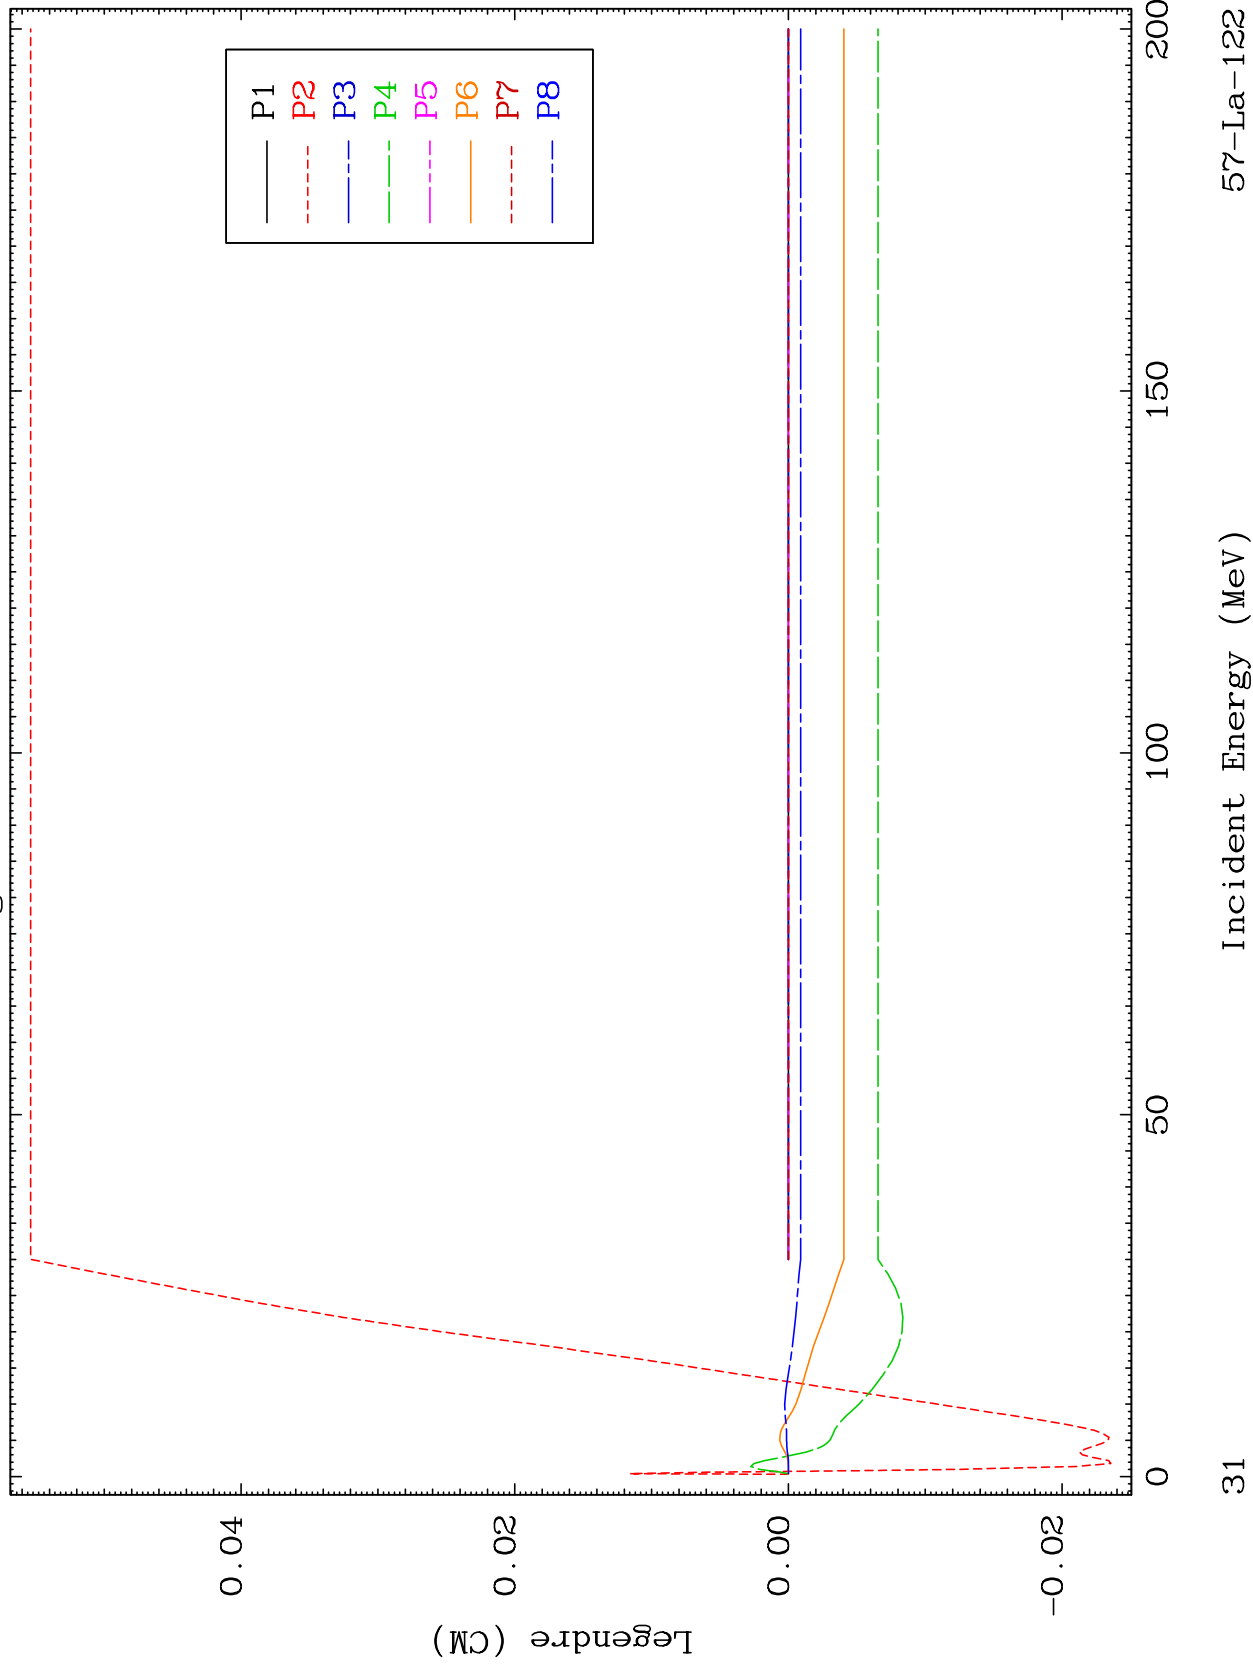 P1
P2
P3
P4
P5
P6
P7
P8
0.04
0.02
0.00
-0.02
Legendre (CM)
0
50
100
150
200
Incident Energy (MeV)
31
57-La-122